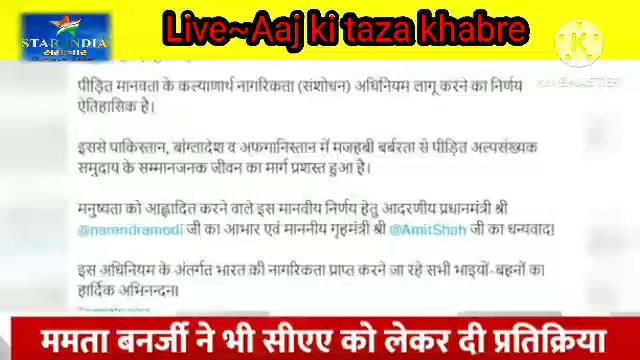 STAR INDIA
समाचार
Live~Aaj ki taza khabre
KINEMASTER
पीड़ित मानवता के कल्याणार्थ नागरिकता (संशोधन) अधिनियम लागू करने का निर्णय
ऐतिहासिक है।
इससे पाकिस्तान, बांग्लादेश व अफगानिस्तान में मजहबी बर्बरता से पीड़ित अल्पसंख्यक
समुदाय के सम्मानजनक जीवन का मार्ग प्रशस्त हुआ है।
मनुष्यता को आह्लादित करने वाले इस मानवीय निर्णय हेतु आदरणीय प्रधानमंत्री श्री
@narendramodi जी का आभार एवं माननीय गृहमंत्री श्री @AmitShah जी का धन्यवाद!
इस अधिनियम के अंतर्गत भारत की नागरिकता प्राप्त करने जा रहे सभी भाइयों-बहनों का
हार्दिक अभिनन्दन।
ममता बनर्जी ने भी सीएए को लेकर दी प्रतिक्रिया